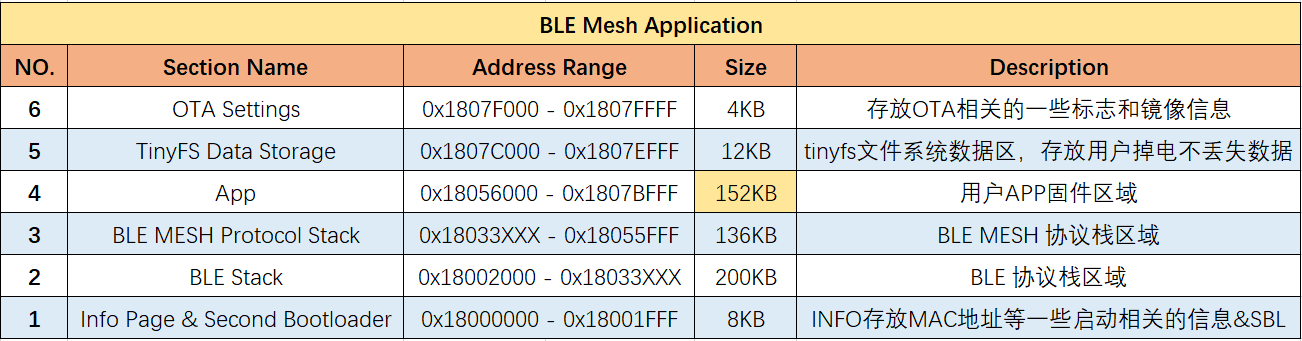 BLE Mesh Application
NO. Section Name Address Range Size Description
6 OTA Settings 0x1807F000 - 0x1807FFFF 4KB 存放OTA相关的一些标志和镜像信息
5 TinyFS Data Storage 0x1807C000 - 0x1807EFFF 12KB tinyfs文件系统数据区，存放用户掉电不丢失数据
4 App 0x18056000 - 0x1807BFFF 152KB 用户APP固件区域
3 BLE MESH Protocol Stack 0x18033XXX - 0x18055FFF 136KB BLE MESH 协议栈区域
2 BLE Stack 0x18002000 - 0x18033XXX 200KB BLE 协议栈区域
1 Info Page & Second Bootloader 0x18000000 - 0x18001FFF 8KB INFO存放MAC地址等一些启动相关的信息&SBL